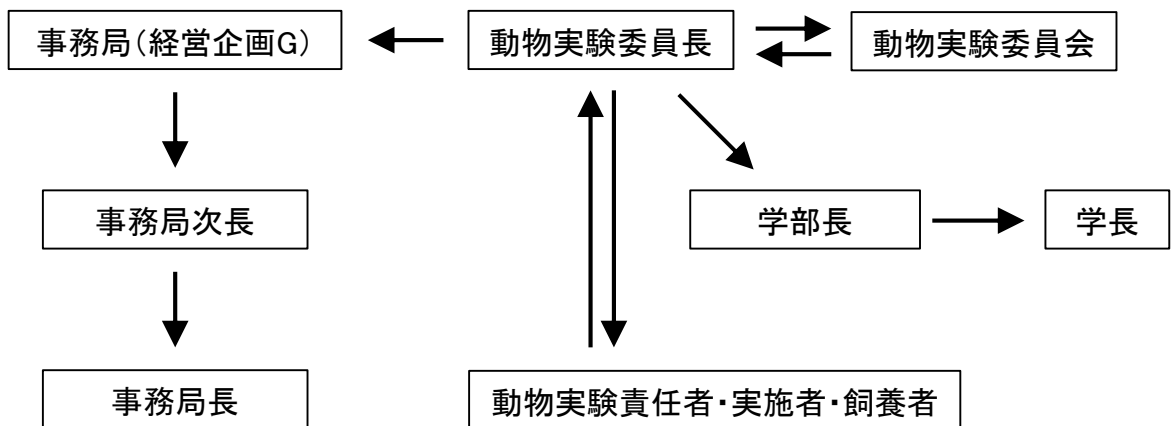 事務局(経営企画G)
動物実験委員長
動物実験委員会
事務局次長
学部長
学長
事務局長
動物実験責任者・実施者・飼養者